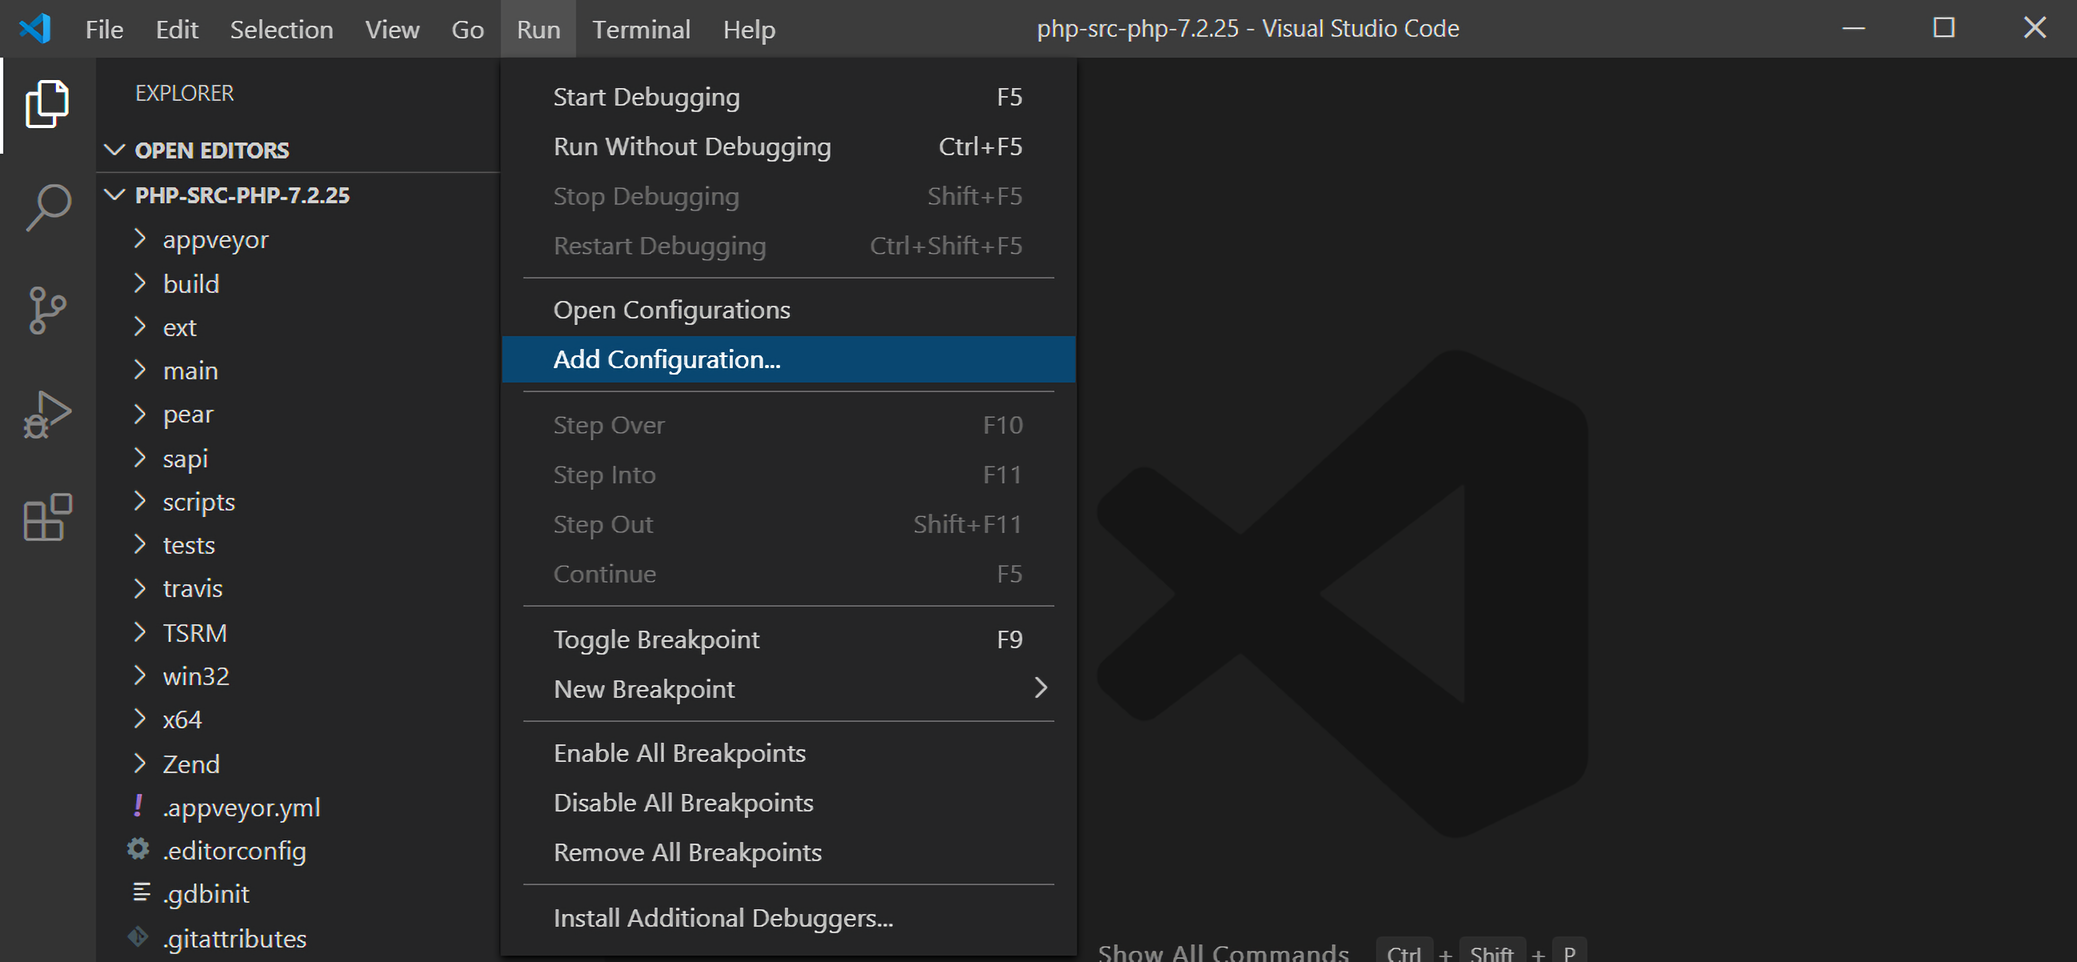 File Edit Selection View Go Run Terminal Help php-src-php-7.2.25 - Visual Studio Code
EXPLORER
OPEN EDITORS
PHP-SRC-PHP-7.2.25
appveyor
build
ext
main
pear
sapi
scripts
tests
travis
TSRM
win32
x64
Zend
! .appveyor.yml
.editorconfig
.gdbinit
.gitattributes
Start Debugging F5
Run Without Debugging Ctrl+F5
Stop Debugging Shift+F5
Restart Debugging Ctrl+Shift+F5
Open Configurations
Add Configuration...
Step Over F10
Step Into F11
Step Out Shift+F11
Continue F5
Toggle Breakpoint F9
New Breakpoint
Enable All Breakpoints
Disable All Breakpoints
Remove All Breakpoints
Install Additional Debuggers...
Show All Commands Ctrl + Shift + P